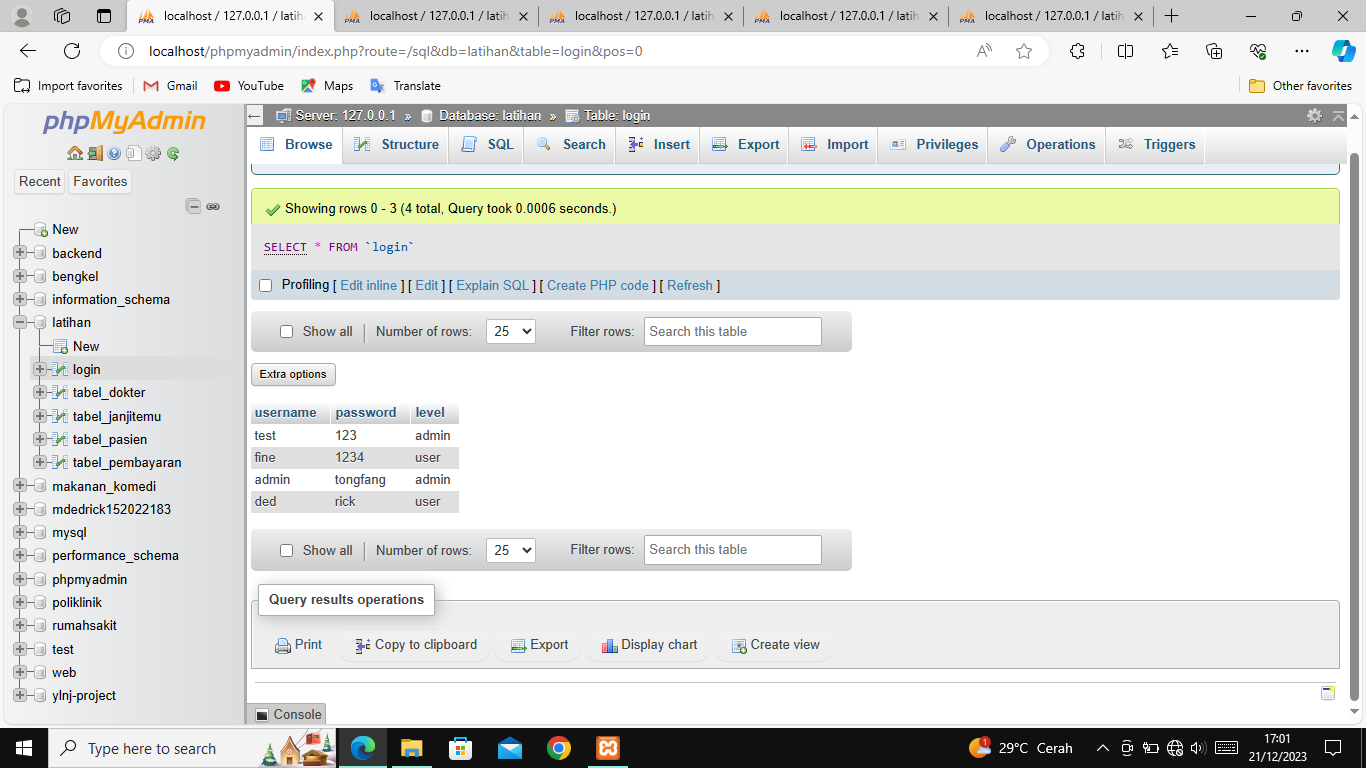 localhost / 127.0.0.1 / latih
localhost / 127.0.0.1 / latih
localhost / 127.0.0.1 / latih
localhost / 127.0.0.1 / latih
localhost / 127.0.0.1 / latih
localhost/phpmyadmin/index.php?route=/sql&db=latihan&table=login&pos=0
Import favorites Gmail YouTube Maps Translate Other favorites
phpMyAdmin
Recent Favorites
New
backend
bengkel
information_schema
latihan
New
login
tabel_dokter
tabel_janjitemu
tabel_pasien
tabel_pembayaran
makanan_komedi
mdedrick152022183
mysql
performance_schema
phpmyadmin
poliklinik
rumahsakit
test
web
ylnj-project
Server: 127.0.0.1 » Database: latihan » Table: login
Browse Structure SQL Search Insert Export Import Privileges Operations Triggers
Showing rows 0 - 3 (4 total, Query took 0.0006 seconds.)
SELECT * FROM `login`
Profiling [ Edit inline ] [ Edit ] [ Explain SQL ] [ Create PHP code ] [ Refresh ]
Show all Number of rows: 25 Filter rows: Search this table
Extra options
username password level
test 123 admin
fine 1234 user
admin tongfang admin
ded rick user
Show all Number of rows: 25 Filter rows: Search this table
Query results operations
Print Copy to clipboard Export Display chart Create view
Console
Type here to search
1 29°C Cerah
17:01
21/12/2023